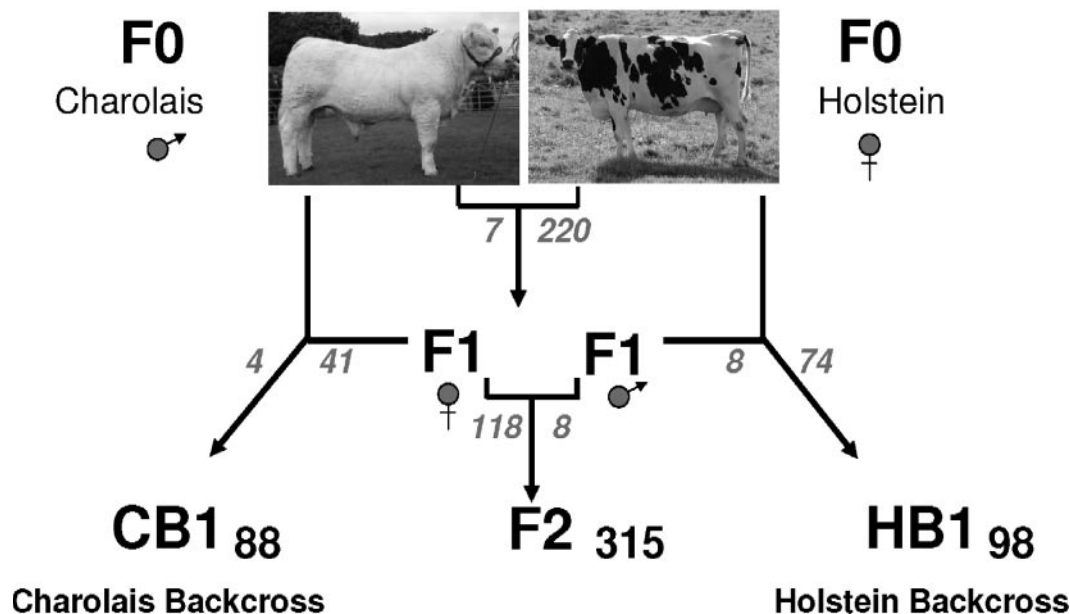 F0
F0
Charolais
Holstein
7 220
4 41
F1
F1
8 74
118 8
CB1 88
F2 315
HB1 98
Charolais Backcross
Holstein Backcross